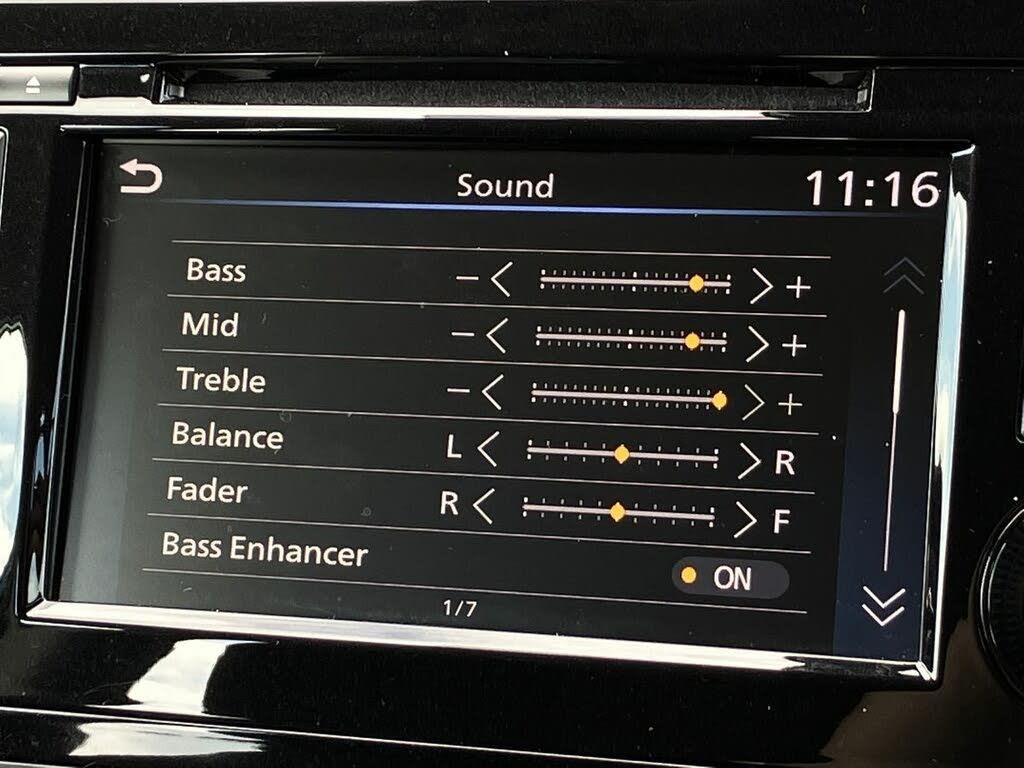 Sound 11:16
Bass − +
Mid − +
Treble − +
Balance L R
Fader R F
Bass Enhancer ON
1/7